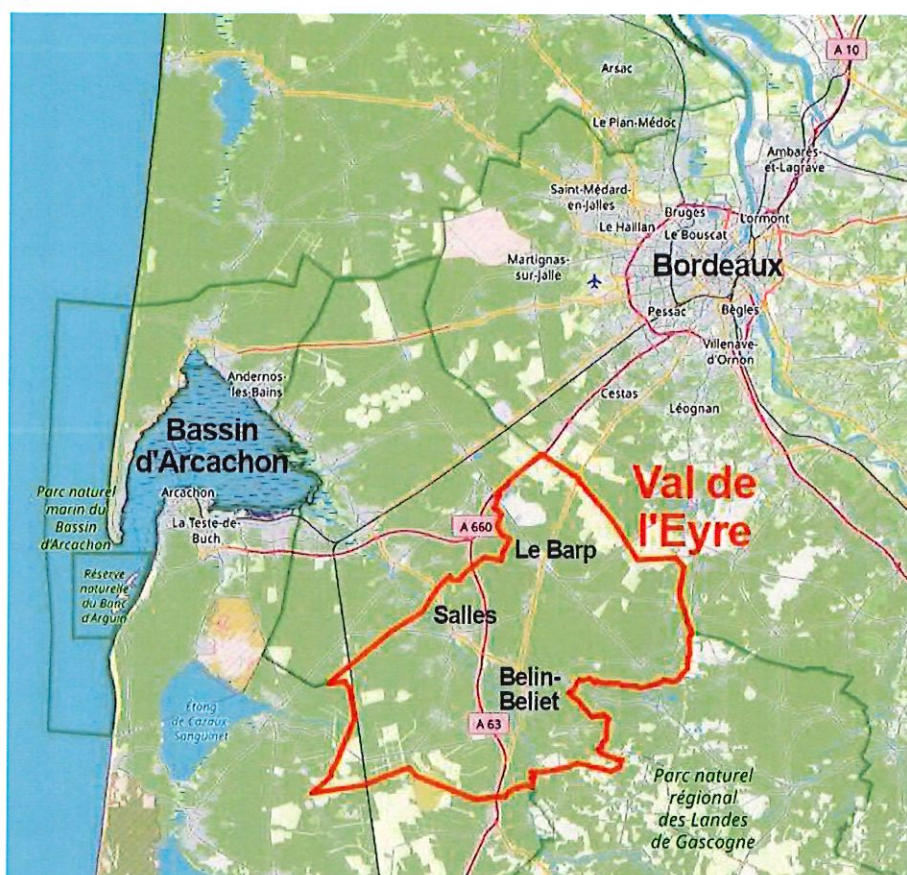 A 10
Arsac
Le Pian-Médoc
Ambarès-
et-Lagrave
Saint-Médard-
en-Jalles
Bruges
Lormont
Le Haillan
Le Bouscat
Martignas-
sur-Jalle
Bordeaux
Pessac
Bègles
Villenave-
d'Ornon
Andernos-
les-Bains
Cestas
Léognan
Bassin
d'Arcachon
Val de
l'Eyre
Parc naturel
marin du
Bassin
d'Arcachon
Arcachon
La Teste-de-
Buch
A 660
Le Barp
Réserve
naturelle
du Banc
d'Arguin
Salles
Belin-
Beliet
Étang
de Cazaux-
Sanguinet
A 63
Parc naturel
régional
des Landes
de Gascogne